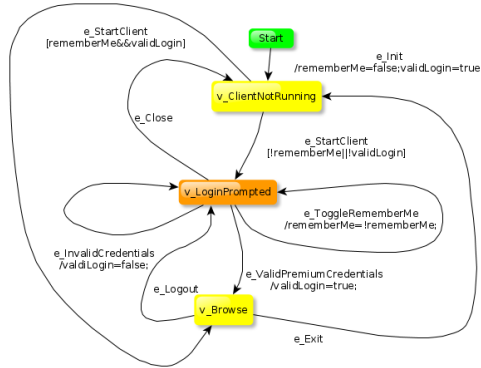 e_StartClient
[rememberMe&&validLogin]
Start
e_Init
/rememberMe=false;validLogin=true
v_ClientNotRunning
e_Close
e_StartClient
[!rememberMe||!validLogin]
v_LoginPrompted
e_ToggleRememberMe
/rememberMe=!rememberMe;
e_InvalidCredentials
/valdiLogin=false;
e_ValidPremiumCredentials
/validLogin=true;
e_Logout
v_Browse
e_Exit